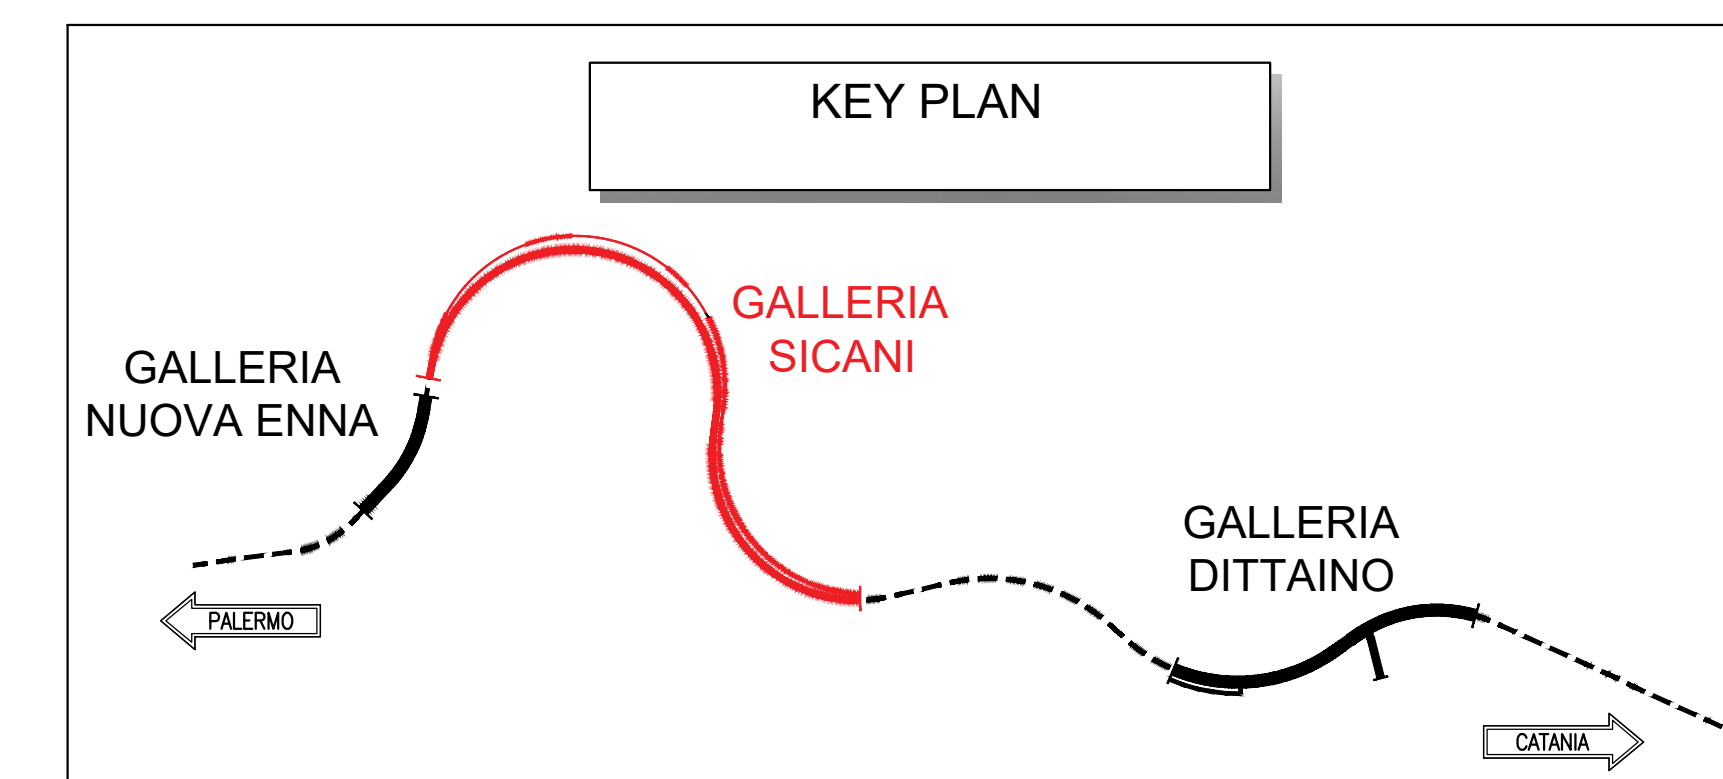 KEY PLAN
GALLERIA
SICANI
GALLERIA
NUOVA ENNA
GALLERIA
DITTAINO
PALERMO
CATANIA